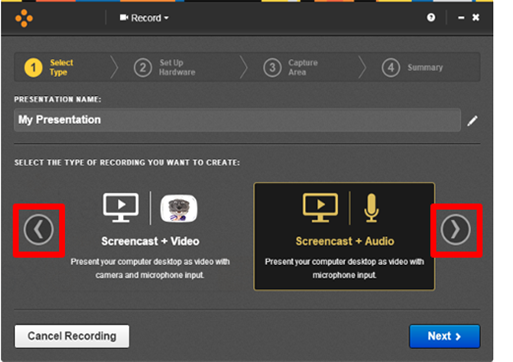 Record
?
1 Select Type
2 Set Up Hardware
3 Capture Area
4 Summary
PRESENTATION NAME:
My Presentation
SELECT THE TYPE OF RECORDING YOU WANT TO CREATE:
Screencast + Video
Present your computer desktop as video with
camera and microphone input.
Screencast + Audio
Present your computer desktop as video with
microphone input.
Cancel Recording
Next